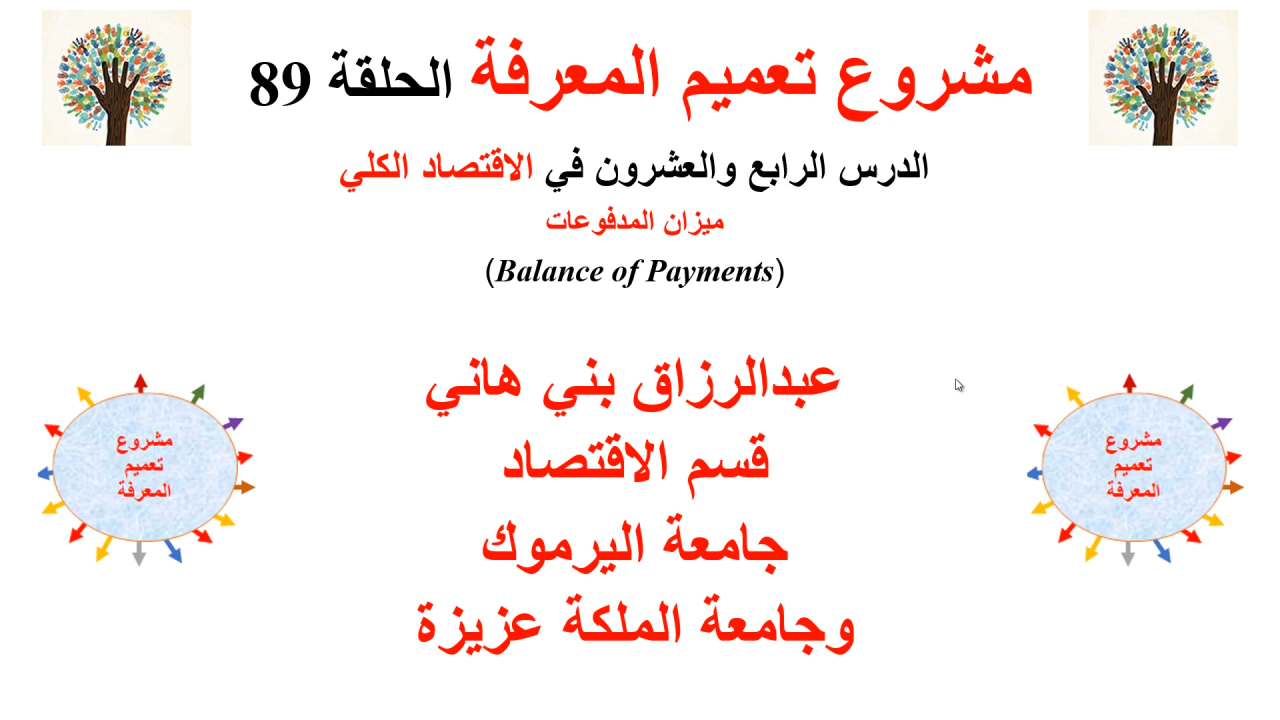 مشروع تعميم المعرفة الحلقة 89
الدرس الرابع والعشرون في الاقتصاد الكلي
ميزان المدفوعات
(Balance of Payments)
عبدالرزاق بني هاني
قسم الاقتصاد
جامعة اليرموك
وجامعة الملكة عزيزة
مشروع
تعميم
المعرفة
مشروع
تعميم
المعرفة